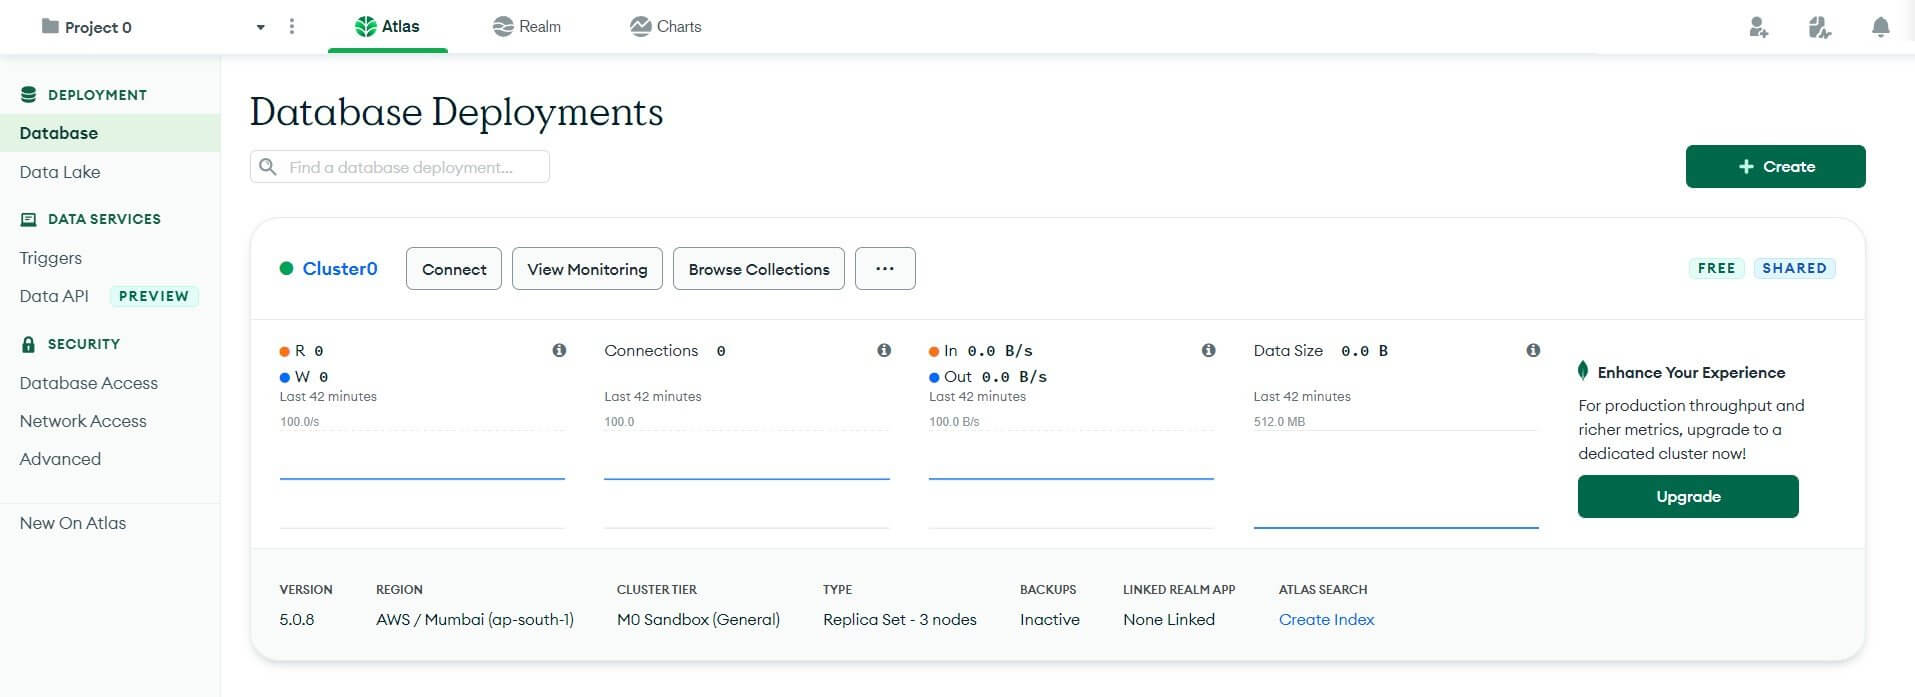 Project 0
Atlas
Realm
Charts
DEPLOYMENT
Database
Data Lake
DATA SERVICES
Triggers
Data API PREVIEW
SECURITY
Database Access
Network Access
Advanced
New On Atlas
Database Deployments
Find a database deployment...
+ Create
Cluster0
Connect
View Monitoring
Browse Collections
...
FREE
SHARED
R 0
W 0
Last 42 minutes
100.0/s
Connections 0
Last 42 minutes
100.0
In 0.0 B/s
Out 0.0 B/s
Last 42 minutes
100.0 B/s
Data Size 0.0 B
Last 42 minutes
512.0 MB
Enhance Your Experience
For production throughput and
richer metrics, upgrade to a
dedicated cluster now!
Upgrade
VERSION
5.0.8
REGION
AWS / Mumbai (ap-south-1)
CLUSTER TIER
M0 Sandbox (General)
TYPE
Replica Set - 3 nodes
BACKUPS
Inactive
LINKED REALM APP
None Linked
ATLAS SEARCH
Create Index